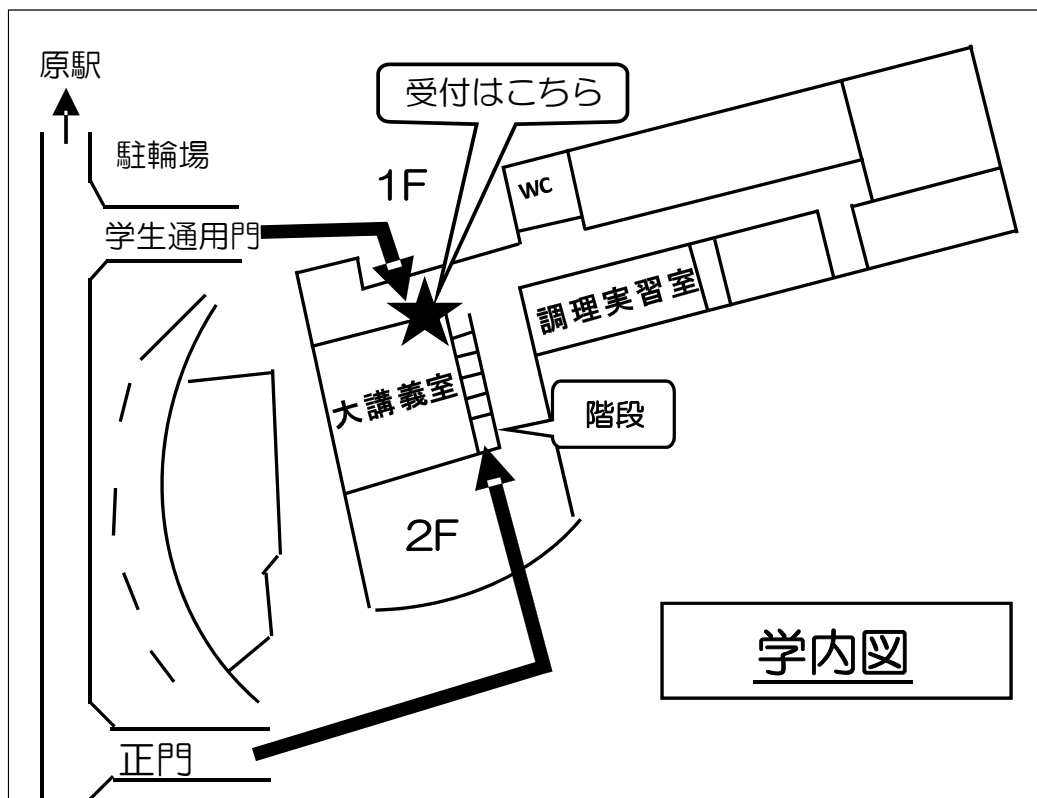 原駅
受付はこちら
駐輪場
1F
WC
学生通用門
調理実習室
大講義室
階段
2F
学内図
正門